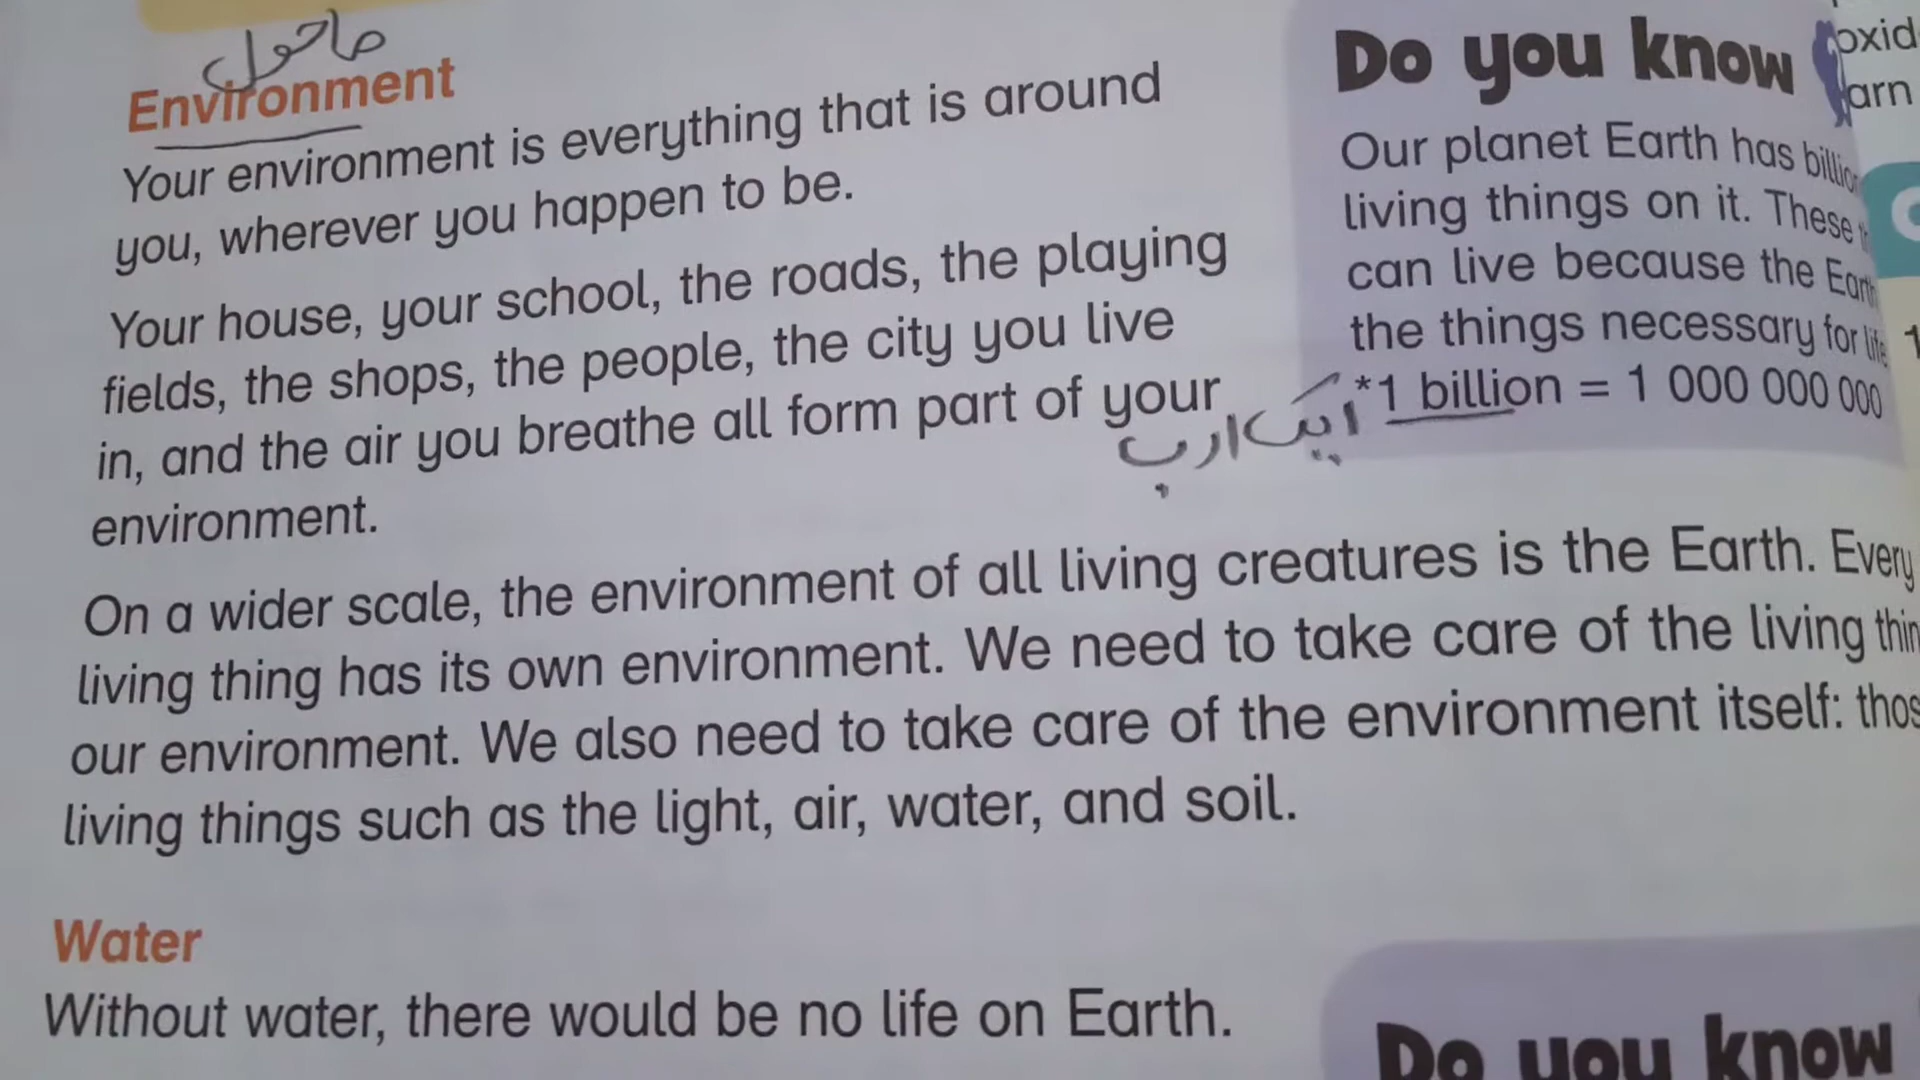 ماحول
Environment
Your environment is everything that is around
you, wherever you happen to be.
Your house, your school, the roads, the playing
fields, the shops, the people, the city you live
in, and the air you breathe all form part of your
environment.
Do you know
Our planet Earth has
living things on it. These
can live because the Earth
the things necessary for life
*1 billion = 1 000 000 000
ایک ارب
On a wider scale, the environment of all living creatures is the Earth. Every
living thing has its own environment. We need to take care of the living
our environment. We also need to take care of the environment itself:
living things such as the light, air, water, and soil.
Water
Without water, there would be no life on Earth.
Do you know